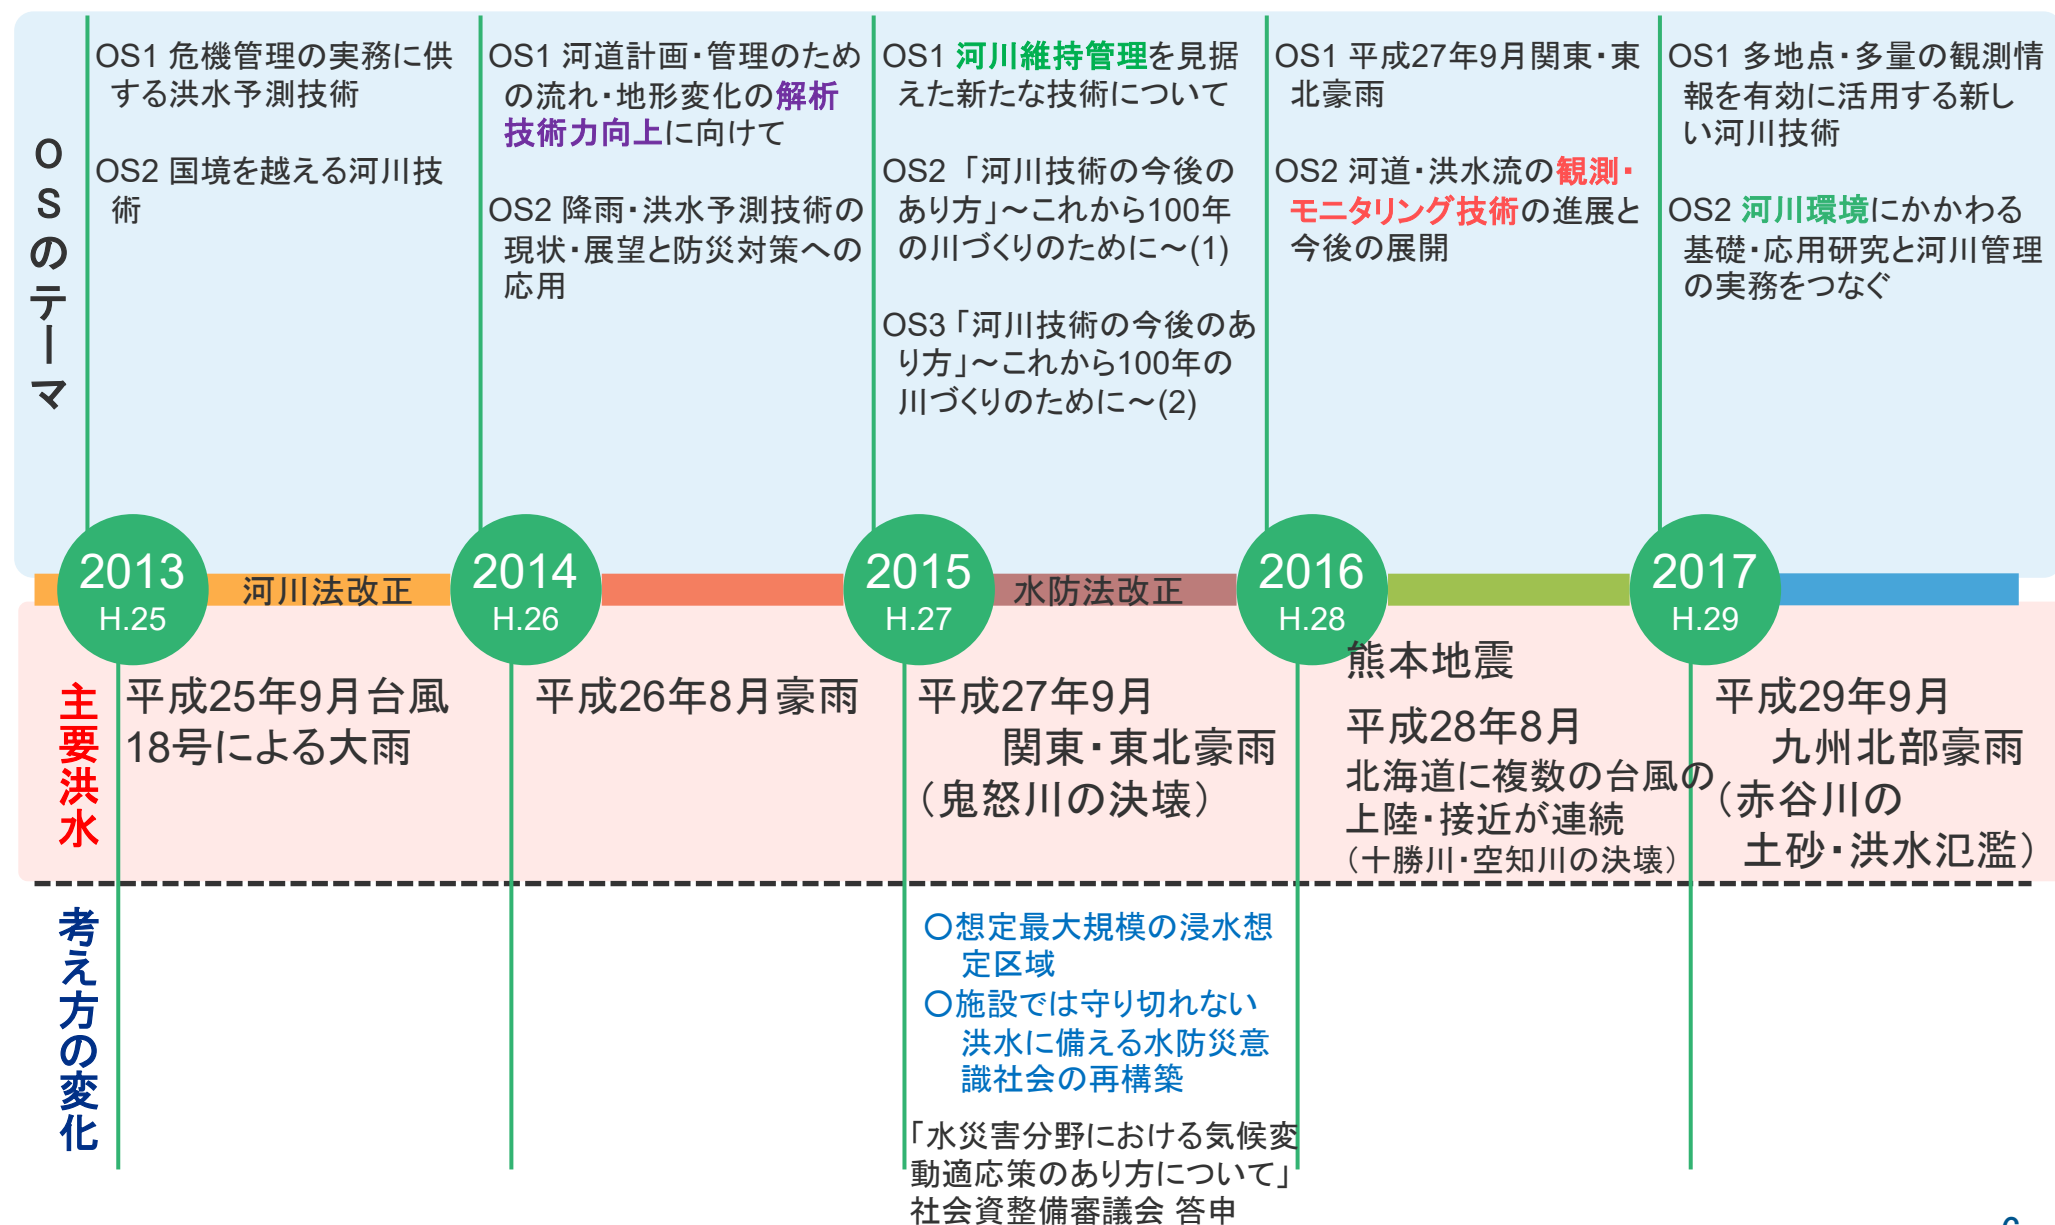 OSのテーマ
OS1 危機管理の実務に供
する洪水予測技術
OS2 国境を越える河川技
術
OS1 河道計画・管理のため
の流れ・地形変化の解析
技術力向上に向けて
OS2 降雨・洪水予測技術の
現状・展望と防災対策への
応用
OS1 河川維持管理を見据
えた新たな技術について
OS2 「河川技術の今後の
あり方」～これから100年
の川づくりのために～(1)
OS3 「河川技術の今後のあ
り方」～これから100年の
川づくりのために～(2)
OS1 平成27年9月関東・東
北豪雨
OS2 河道・洪水流の観測・
モニタリング技術の進展と
今後の展開
OS1 多地点・多量の観測情
報を有効に活用する新し
い河川技術
OS2 河川環境にかかわる
基礎・応用研究と河川管理
の実務をつなぐ
2013
H.25
河川法改正
2014
H.26
2015
H.27
水防法改正
2016
H.28
2017
H.29
主要洪水
平成25年9月台風
18号による大雨
平成26年8月豪雨
平成27年9月
関東・東北豪雨
（鬼怒川の決壊）
熊本地震
平成28年8月
北海道に複数の台風の
上陸・接近が連続
（十勝川・空知川の決壊）
平成29年9月
九州北部豪雨
（赤谷川の
土砂・洪水氾濫）
考え方の変化
〇想定最大規模の浸水想
定区域
〇施設では守り切れない
洪水に備える水防災意
識社会の再構築
「水災害分野における気候変
動適応策のあり方について」
社会資整備審議会 答申